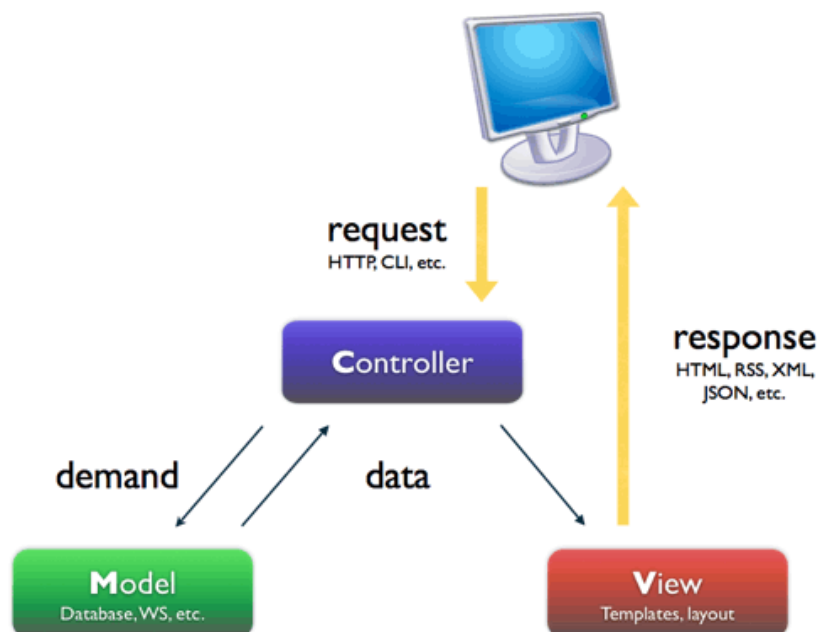 request
HTTP, CLI, etc.
response
HTML, RSS, XML,
JSON, etc.
Controller
demand
data
Model
Database, WS, etc.
View
Templates, layout